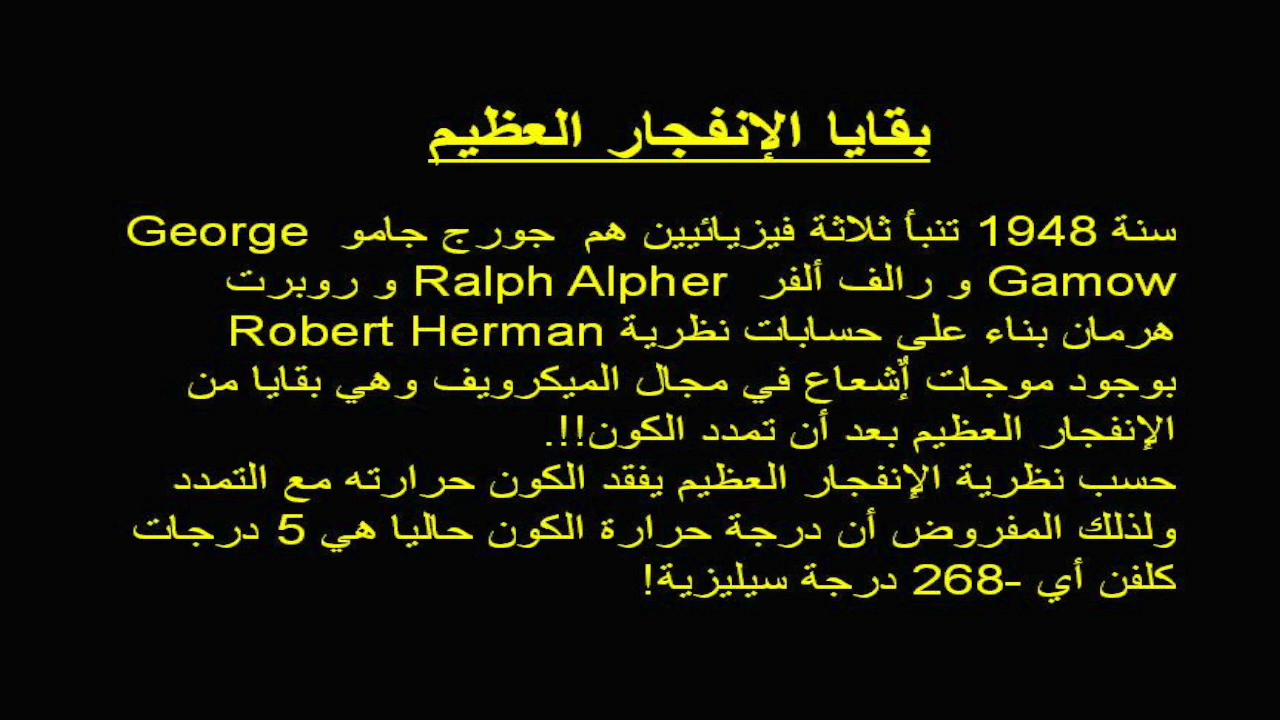 بقايا الإنفجار العظيم
سنة 1948 تنبأ ثلاثة فيزيائيين هم جورج جامو George
Gamow و رالف ألفر Ralph Alpher و روبرت
هرمان بناء على حسابات نظرية Robert Herman
بوجود موجات إٌشعاع في مجال الميكرويف وهي بقايا من
الإنفجار العظيم بعد أن تمدد الكون!!.
حسب نظرية الإنفجار العظيم يفقد الكون حرارته مع التمدد
ولذلك المفروض أن درجة حرارة الكون حاليا هي 5 درجات
كلفن أي -268 درجة سيليزية!